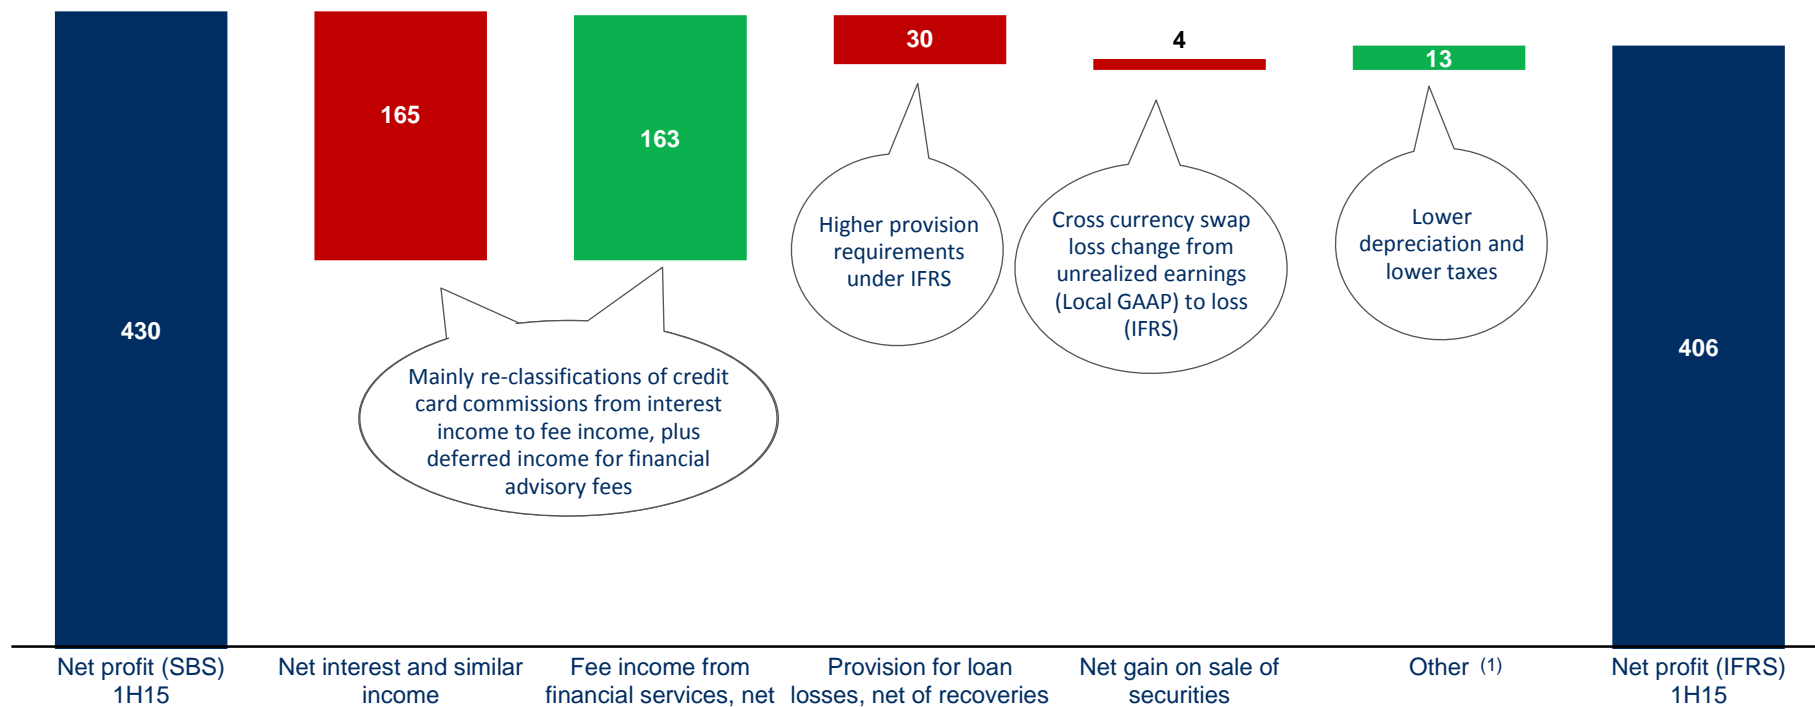 430
165
163
30
4
13
406
Mainly re-classifications of credit
card commissions from interest
income to fee income, plus
deferred income for financial
advisory fees
Higher provision
requirements
under IFRS
Cross currency swap
loss change from
unrealized earnings
(Local GAAP) to loss
(IFRS)
Lower
depreciation and
lower taxes
Net profit (SBS)
1H15
Net interest and similar
income
Fee income from
financial services, net
Provision for loan
losses, net of recoveries
Net gain on sale of
securities
Other (1)
Net profit (IFRS)
1H15